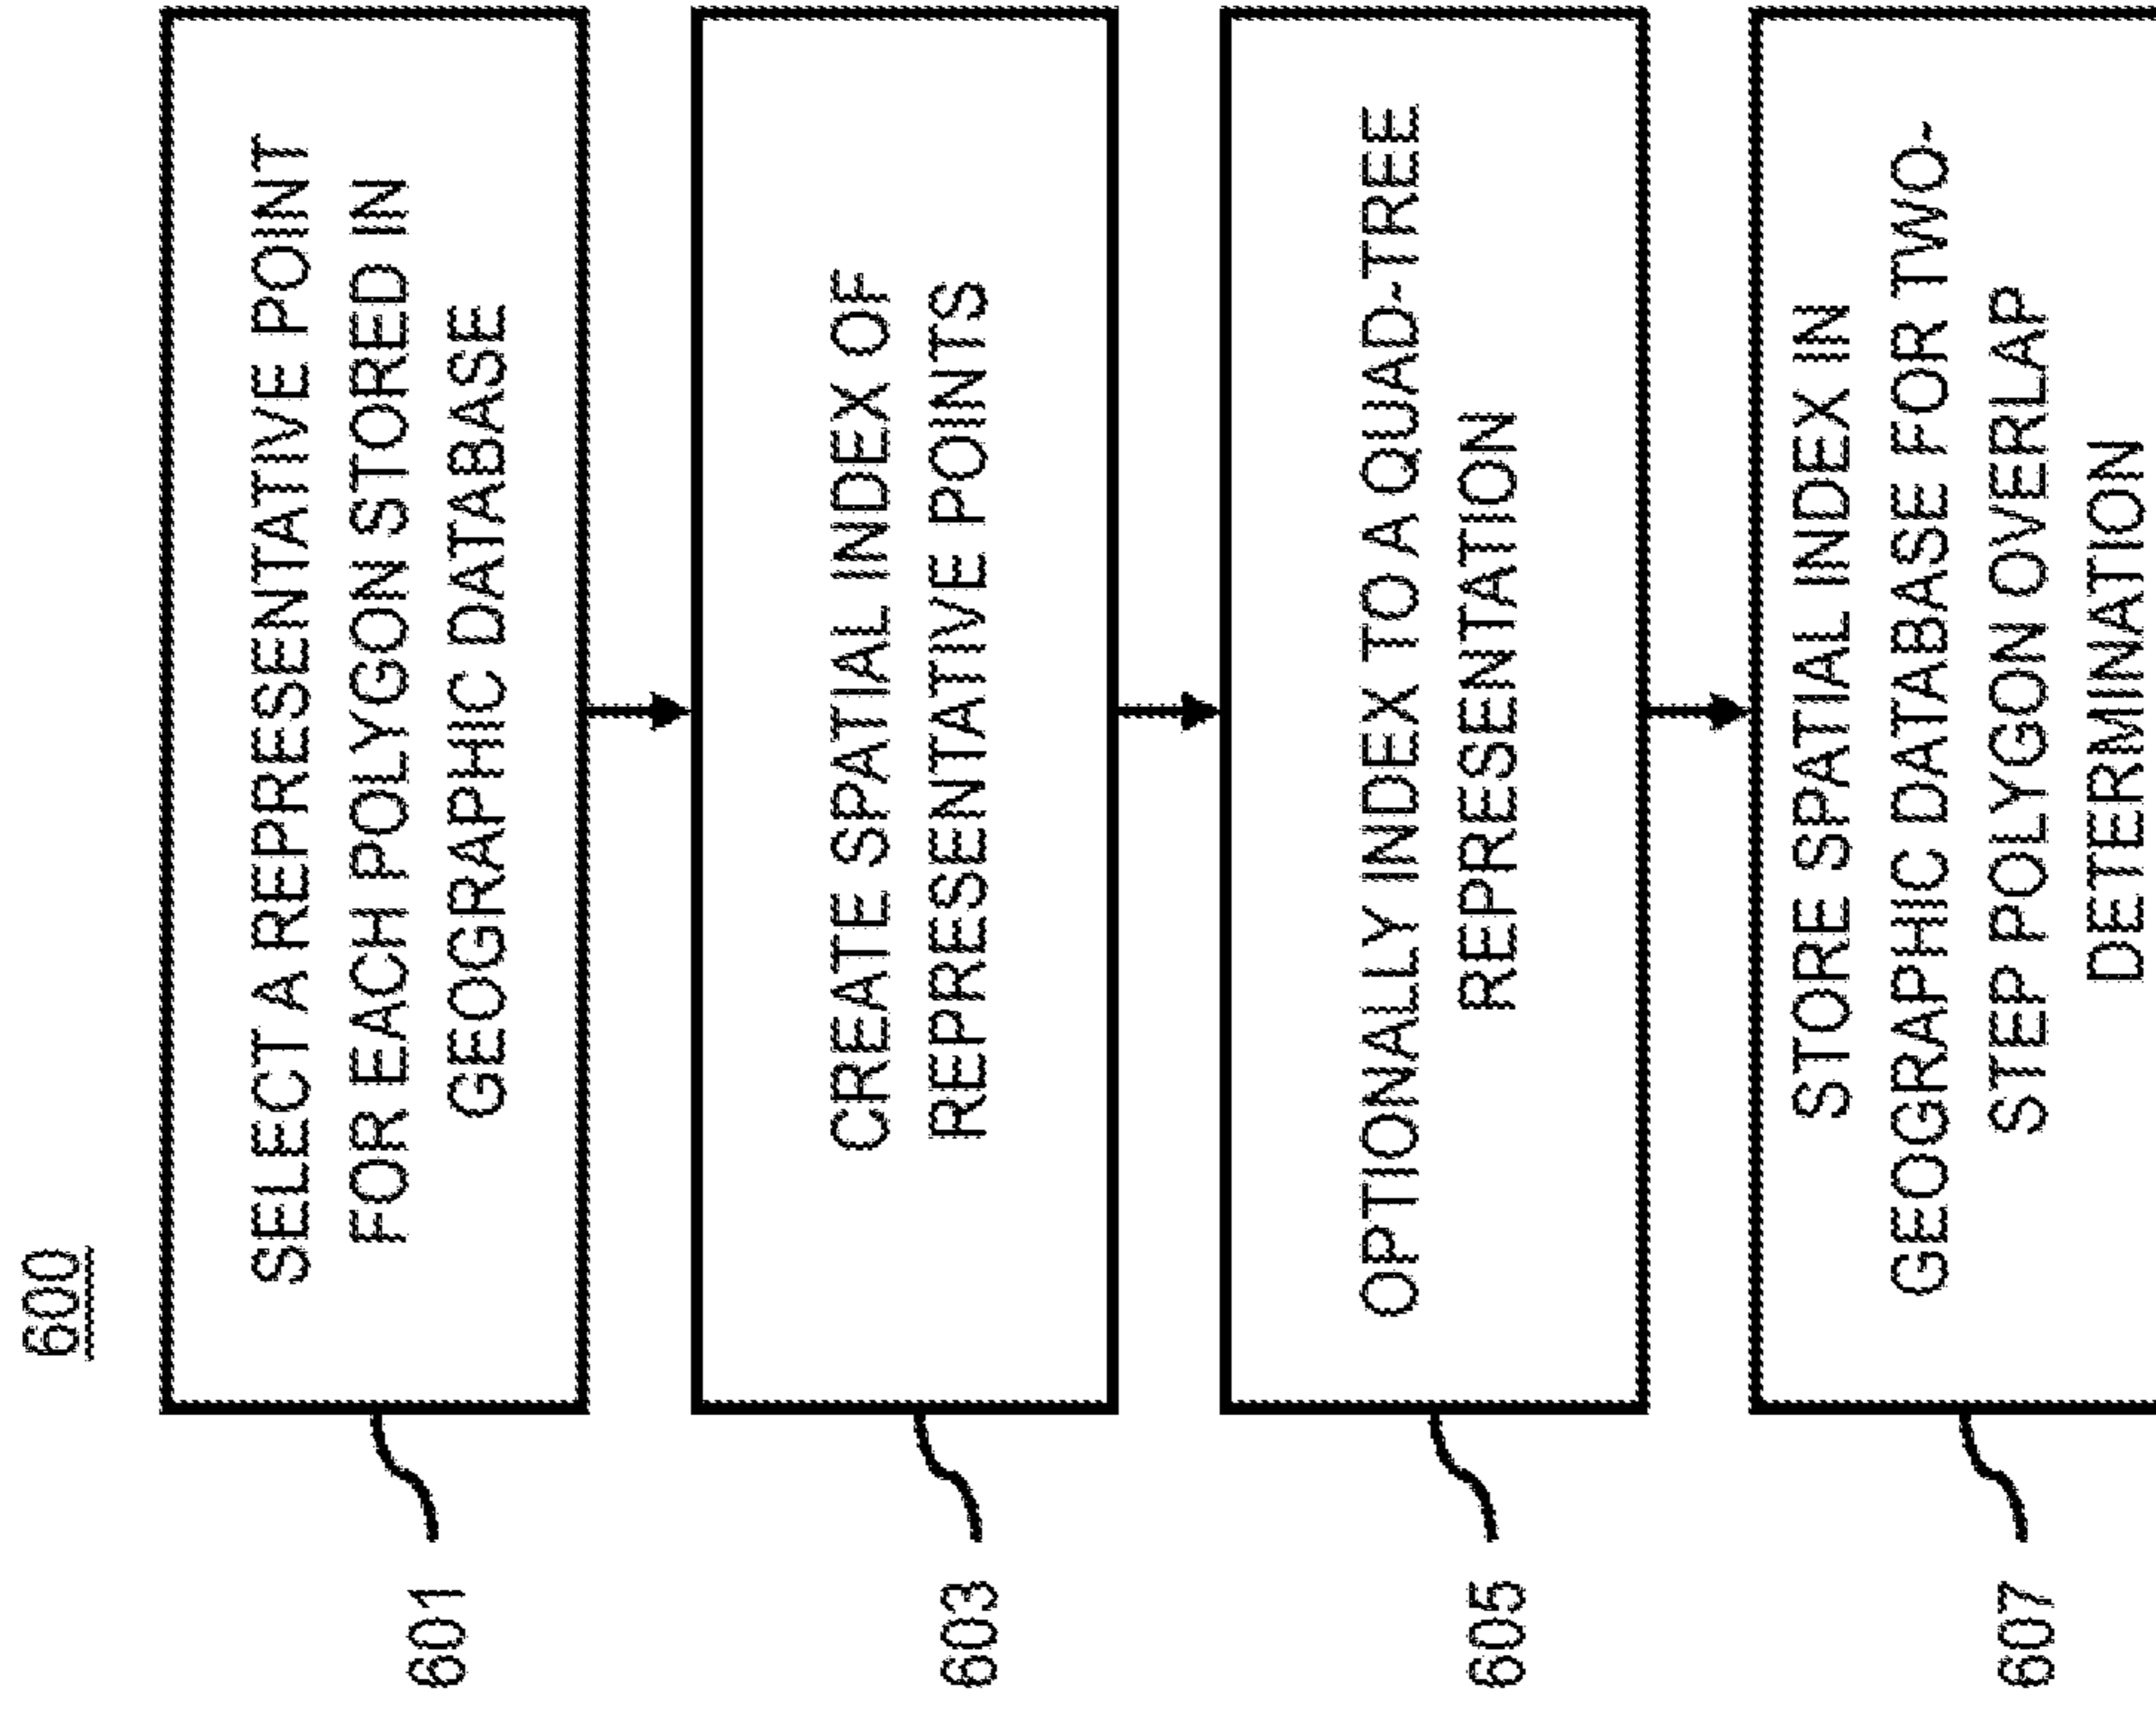 600
SELECT A REPRESENTATIVE POINT
FOR EACH POLYGON STORED IN
GEOGRAPHIC DATABASE
601
CREATE SPATIAL INDEX OF
REPRESENTATIVE POINTS
603
OPTIONALLY INDEX TO A QUAD-TREE
REPRESENTATION
605
STORE SPATIAL INDEX IN
GEOGRAPHIC DATABASE FOR TWO-
STEP POLYGON OVERLAP
DETERMINATION
607